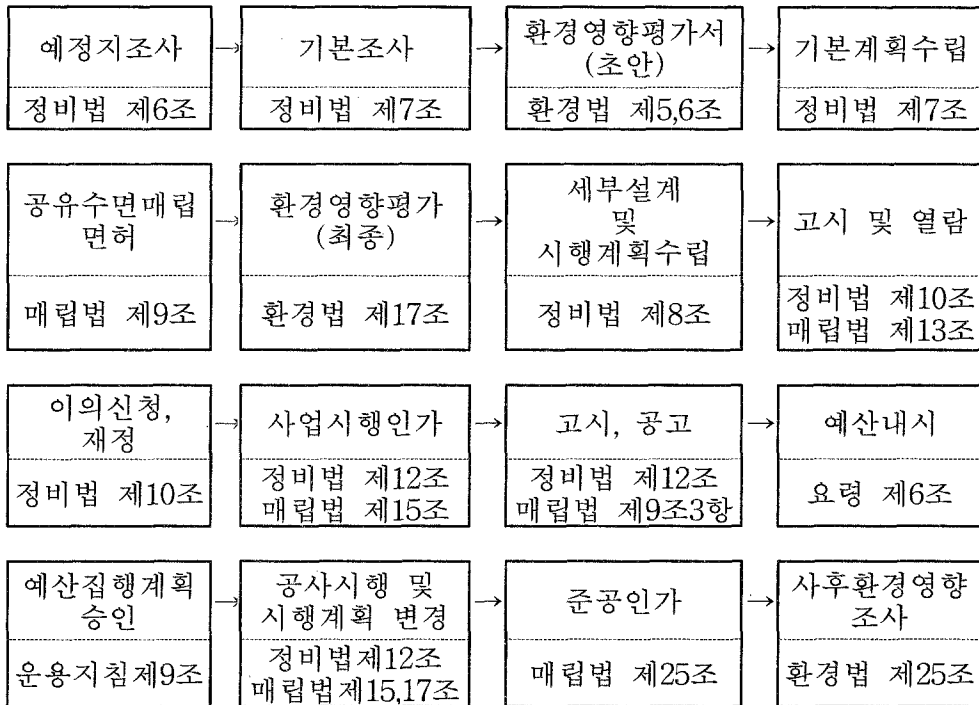 예정지조사
정비법 제6조
기본조사
정비법 제7조
환경영향평가서
(초안)
환경법 제5,6조
기본계획수립
정비법 제7조
공유수면매립
면허
매립법 제9조
환경영향평가
(최종)
환경법 제17조
세부설계
및
시행계획수립
정비법 제8조
고시 및 열람
정비법 제10조
매립법 제13조
이의신청,
재정
정비법 제10조
사업시행인가
정비법 제12조
매립법 제15조
고시, 공고
정비법 제12조
매립법 제9조3항
예산내시
요령 제6조
예산집행계획
승인
운용지침제9조
공사시행 및
시행계획 변경
정비법제12조
매립법제15,17조
준공인가
매립법 제25조
사후환경영향
조사
환경법 제25조